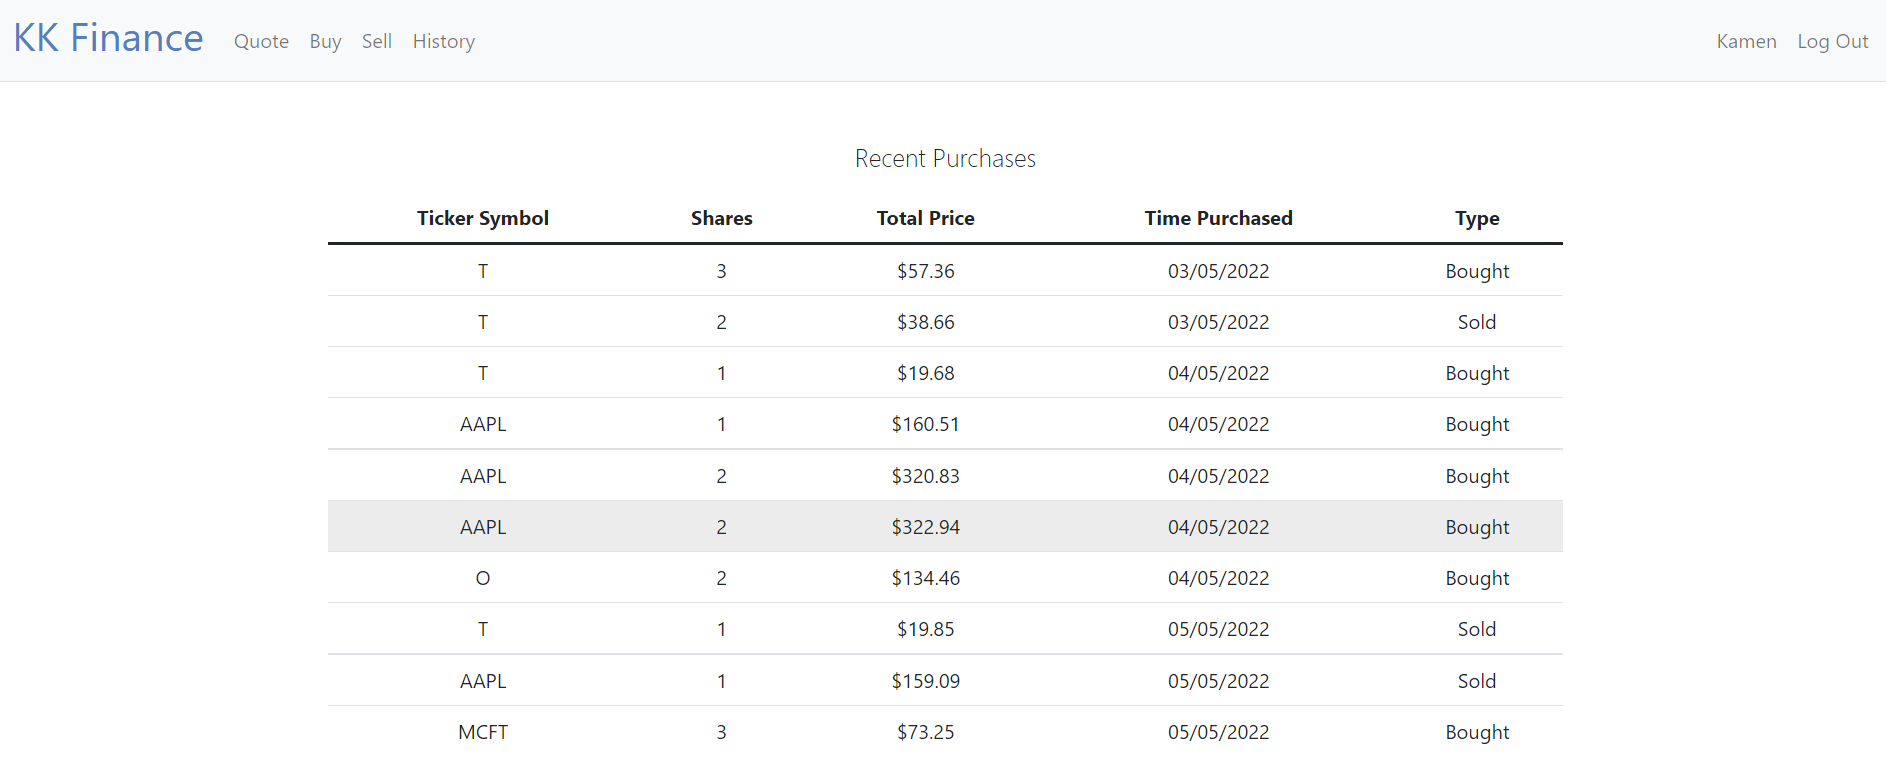 KK Finance Quote Buy Sell History Kamen Log Out
Recent Purchases
Ticker Symbol Shares Total Price Time Purchased Type
T 3 $57.36 03/05/2022 Bought
T 2 $38.66 03/05/2022 Sold
T 1 $19.68 04/05/2022 Bought
AAPL 1 $160.51 04/05/2022 Bought
AAPL 2 $320.83 04/05/2022 Bought
AAPL 2 $322.94 04/05/2022 Bought
O 2 $134.46 04/05/2022 Bought
T 1 $19.85 05/05/2022 Sold
AAPL 1 $159.09 05/05/2022 Sold
MCFT 3 $73.25 05/05/2022 Bought